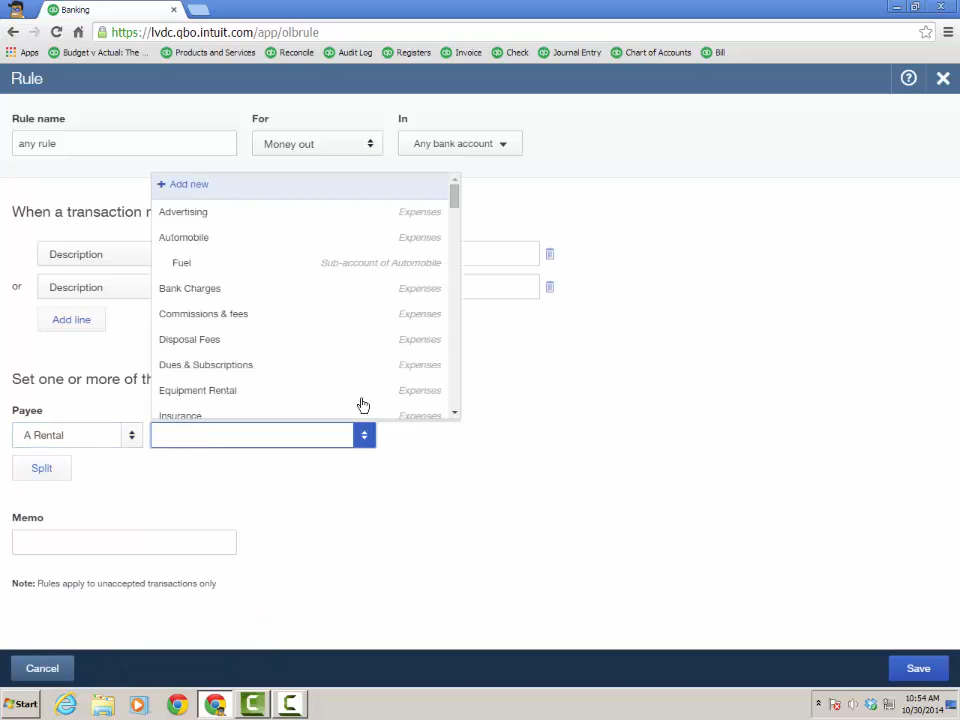 Banking
https://lvdc.qbo.intuit.com/app/olbrule
Apps Budget v Actual: The ... Products and Services Reconcile Audit Log Registers Invoice Check Journal Entry Chart of Accounts Bill
Rule
Rule name For In
any rule Money out Any bank account
+ Add new
When a transaction
Advertising Expenses
Automobile Expenses
Description
Fuel Sub-account of Automobile
or Description
Bank Charges Expenses
Commissions & fees Expenses
Add line
Disposal Fees Expenses
Dues & Subscriptions Expenses
Set one or more of th
Equipment Rental Expenses
Payee
Insurance Expenses
A Rental
Split
Memo
Note: Rules apply to unaccepted transactions only
Cancel Save
Start
10:54 AM
10/30/2014